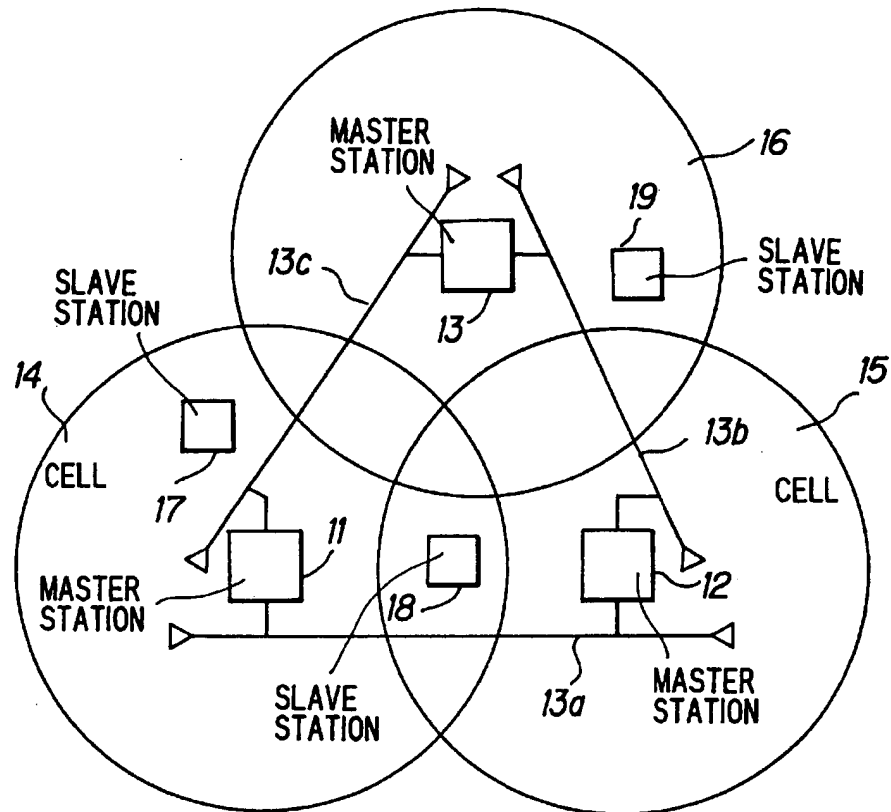 MASTER
STATION
16
19
SLAVE
STATION
13c
13
SLAVE
STATION
14
15
CELL
17
13b
CELL
11
12
18
MASTER
STATION
SLAVE
STATION
13a
MASTER
STATION